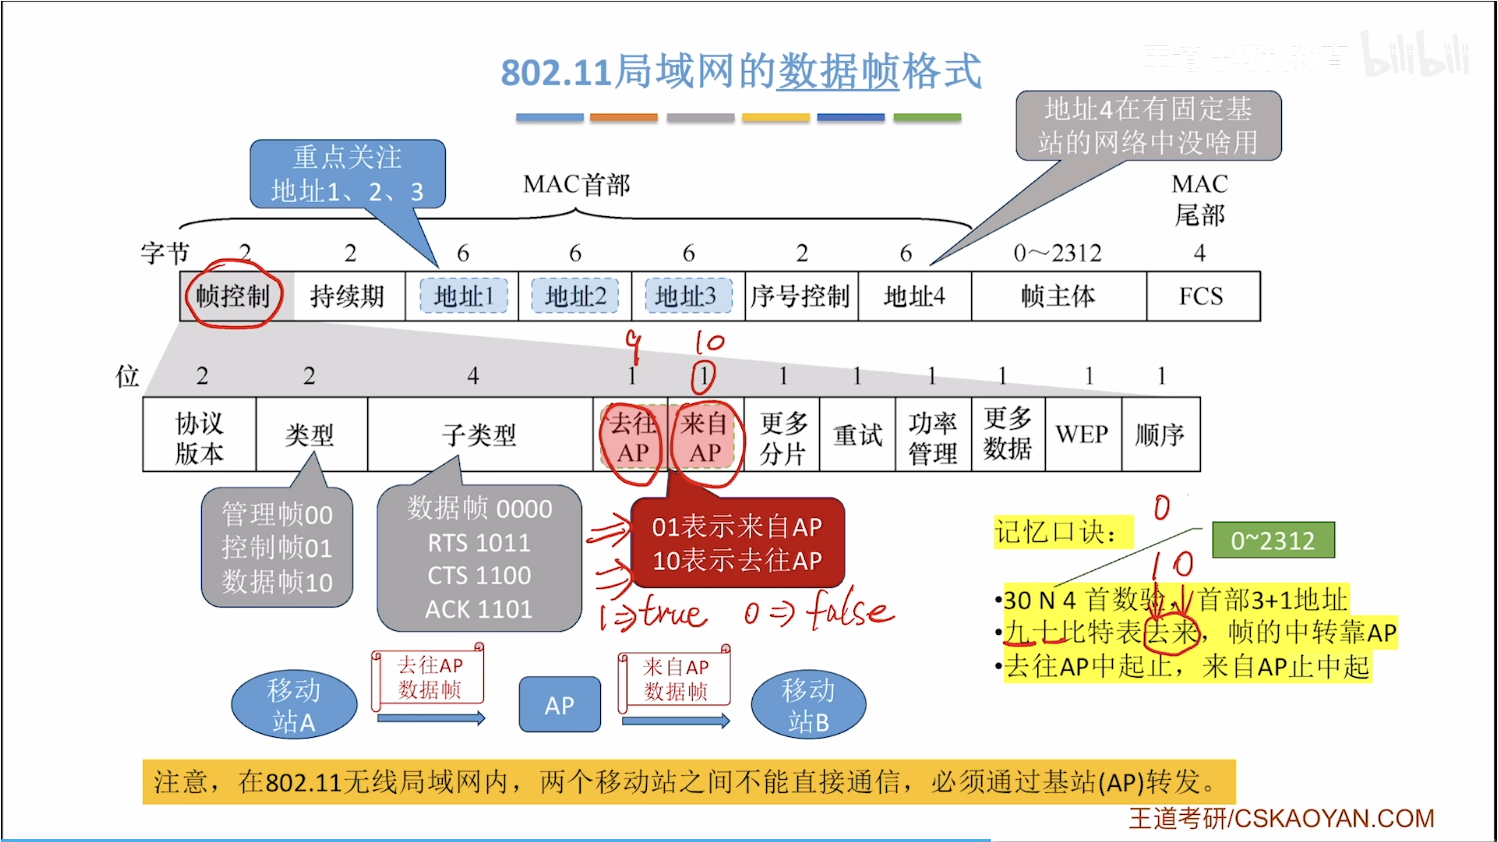 802.11局域网的数据帧格式
bilibili
重点关注
地址1、2、3
地址4在有固定基
站的网络中没啥用
MAC首部
MAC
尾部
字节 2 2 6 6 6 2 6 0～2312 4
帧控制 持续期 地址1 地址2 地址3 序号控制 地址4 帧主体 FCS
9 10
位 2 2 4 1 1 1 1 1 1 1 1
协议版本 类型 子类型 去往AP 来自AP 更多分片 重试 功率管理 更多数据 WEP 顺序
管理帧00
控制帧01
数据帧10
数据帧 0000
RTS 1011
CTS 1100
ACK 1101
01表示来自AP
10表示去往AP
1⇒true 0⇒false
记忆口诀：
0
0~2312
1 0
•30 N 4 首数验，首部3+1地址
•九十比特表去来，帧的中转靠AP
•去往AP中起止，来自AP止中起
移动
站A
去往AP
数据帧
AP
来自AP
数据帧
移动
站B
注意，在802.11无线局域网内，两个移动站之间不能直接通信，必须通过基站(AP)转发。
王道考研/CSKAOYAN.COM